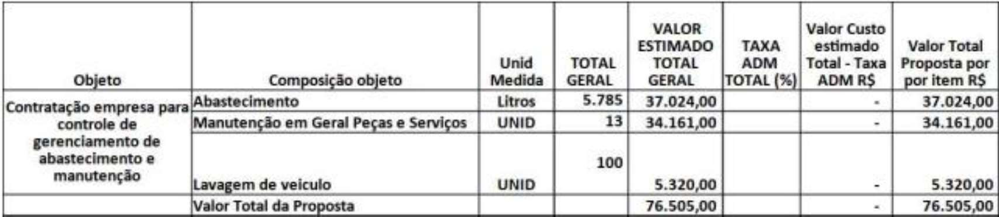 Objeto
Composição objeto
Unid
Medida
TOTAL
GERAL
VALOR
ESTIMADO
TOTAL
GERAL
TAXA
ADM
TOTAL (%)
Valor Custo
estimado
Total - Taxa
ADM R$
Valor Total
Proposta por
por item R$
Contratação empresa para
controle de
gerenciamento de
abastecimento e
manutenção
Abastecimento Litros 5.785 37.024,00 - 37.024,00
Manutenção em Geral Peças e Serviços UNID 13 34.161,00 - 34.161,00
Lavagem de veiculo UNID 100 5.320,00 - 5.320,00
Valor Total da Proposta 76.505,00 - 76.505,00